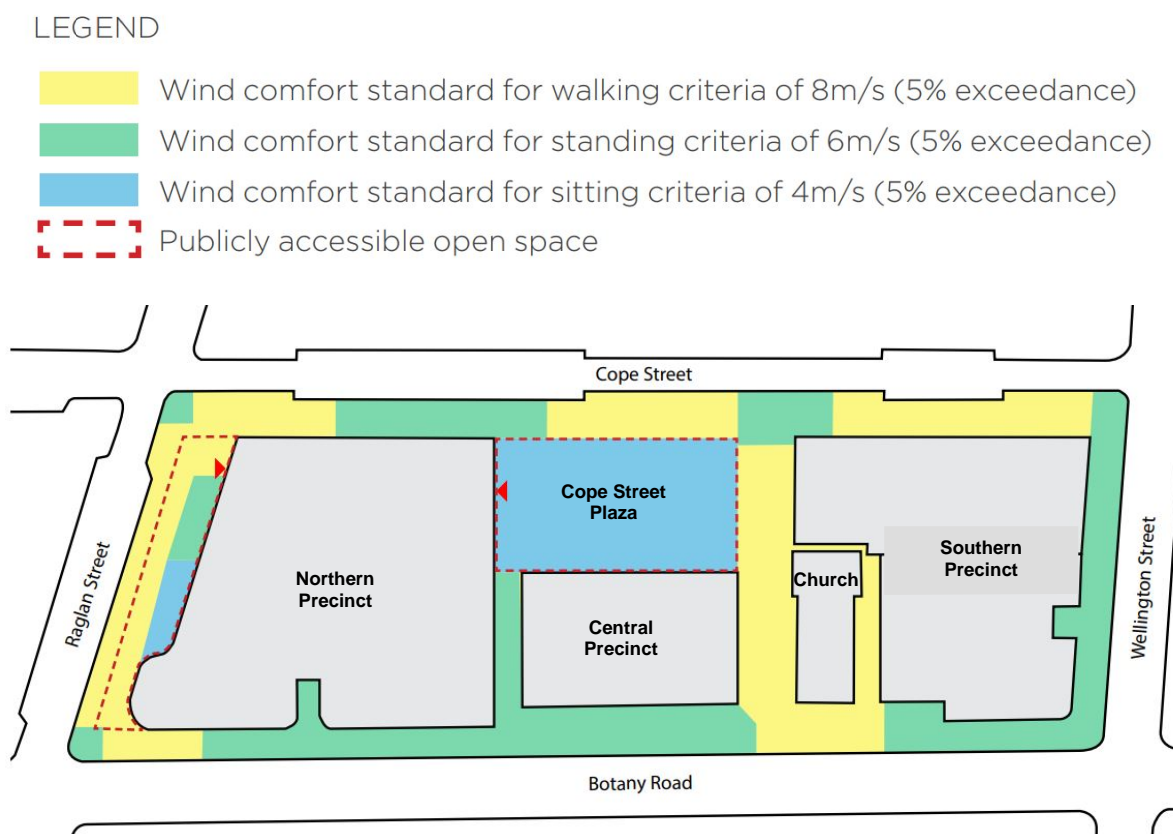 LEGEND
Wind comfort standard for walking criteria of 8m/s (5% exceedance)
Wind comfort standard for standing criteria of 6m/s (5% exceedance)
Wind comfort standard for sitting criteria of 4m/s (5% exceedance)
Publicly accessible open space
Cope Street
Cope Street
Plaza
Northern
Precinct
Central
Precinct
Church
Southern
Precinct
Raglan Street
Wellington Street
Botany Road